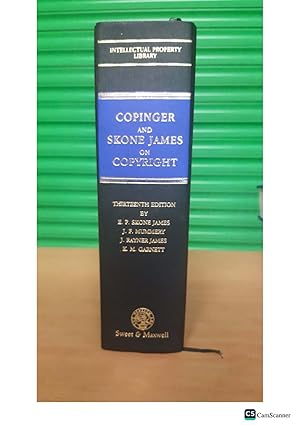 INTELLECTUAL PROPERTY
LIBRARY
COPINGER
AND
SKONE JAMES
ON
COPYRIGHT
THIRTEENTH EDITION
BY
E. P. SKONE JAMES
J. F. MUMMERY
J. RAYNER JAMES
K. M. GARNETT
Sweet & Maxwell
CS CamScanner